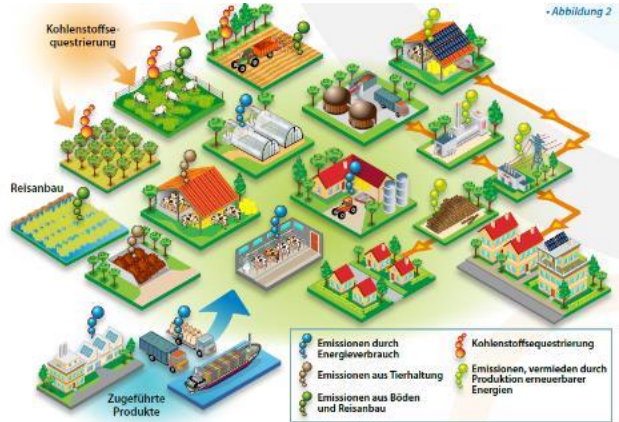 • Abbildung 2
Kohlenstoffse-
questrierung
Reisanbau
Zugeführte
Produkte
Emissionen durch
Energieverbrauch
Emissionen aus Tierhaltung
Emissionen aus Böden
und Reisanbau
Kohlenstoffsequestrierung
Emissionen, vermieden durch
Produktion erneuerbarer
Energien